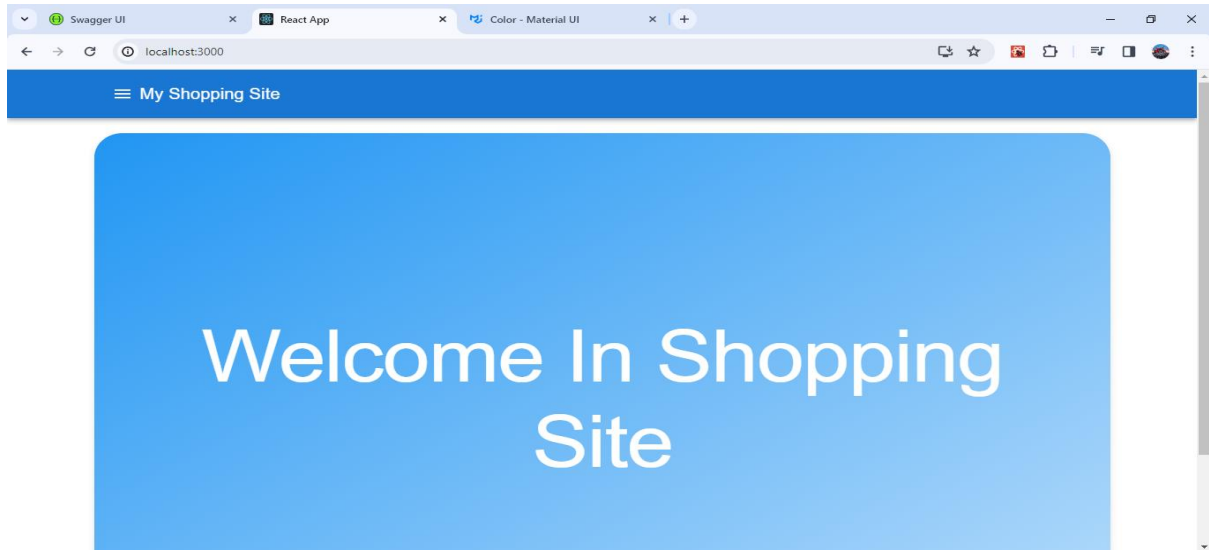 Swagger UI
React App
Color - Material UI
localhost:3000
My Shopping Site
Welcome In Shopping
Site